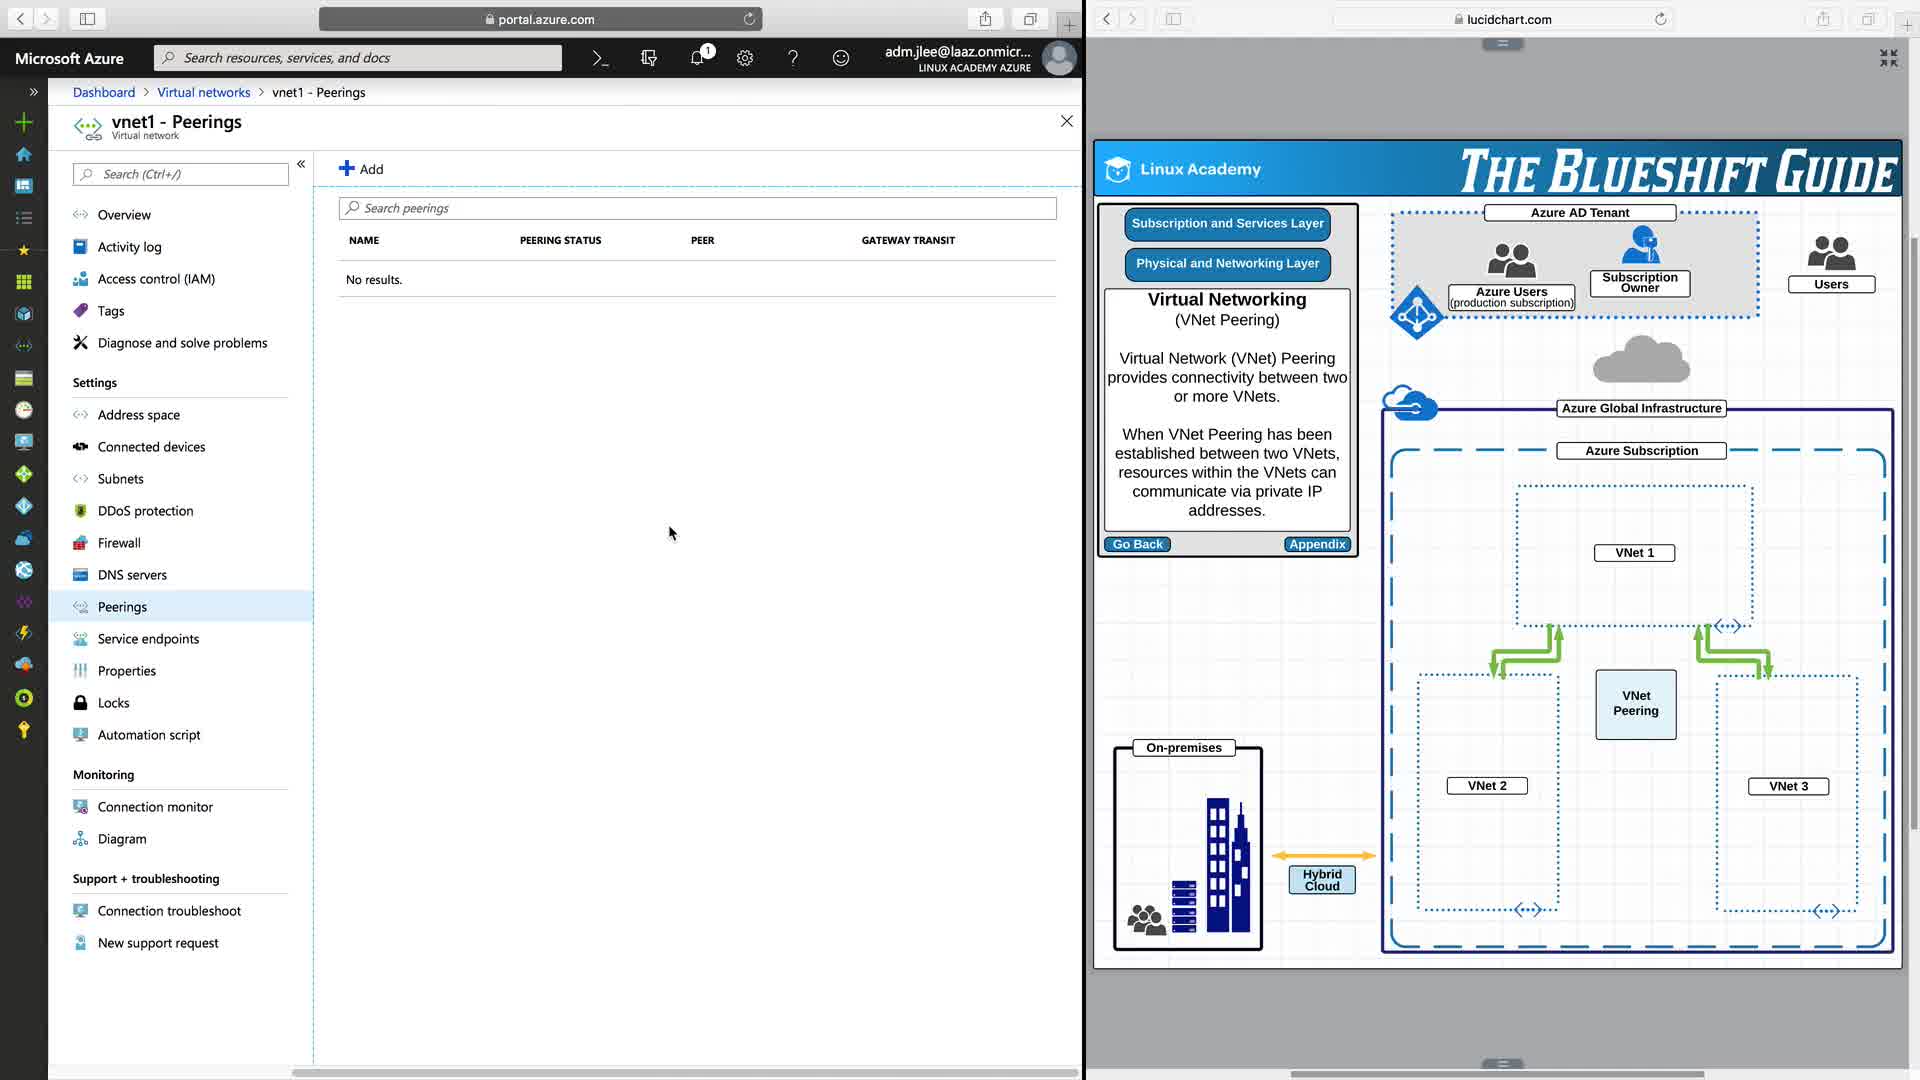 portal.azure.com
Microsoft Azure
Search resources, services, and docs
1
adm.jlee@laaz.onmicr...
LINUX ACADEMY AZURE
Dashboard > Virtual networks > vnet1 - Peerings
vnet1 - Peerings
Virtual network
Search (Ctrl+/)
Overview
Activity log
Access control (IAM)
Tags
Diagnose and solve problems
Settings
Address space
Connected devices
Subnets
DDoS protection
Firewall
DNS servers
Peerings
Service endpoints
Properties
Locks
Automation script
Monitoring
Connection monitor
Diagram
Support + troubleshooting
Connection troubleshoot
New support request
Add
Search peerings
NAME PEERING STATUS PEER GATEWAY TRANSIT
No results.
lucidchart.com
Linux Academy
THE BLUESHIFT GUIDE
Subscription and Services Layer
Physical and Networking Layer
Virtual Networking
(VNet Peering)
Virtual Network (VNet) Peering
provides connectivity between two
or more VNets.
When VNet Peering has been
established between two VNets,
resources within the VNets can
communicate via private IP
addresses.
Go Back
Appendix
Azure AD Tenant
Azure Users
(production subscription)
Subscription
Owner
Users
Azure Global Infrastructure
Azure Subscription
VNet 1
VNet
Peering
VNet 2
VNet 3
On-premises
Hybrid
Cloud